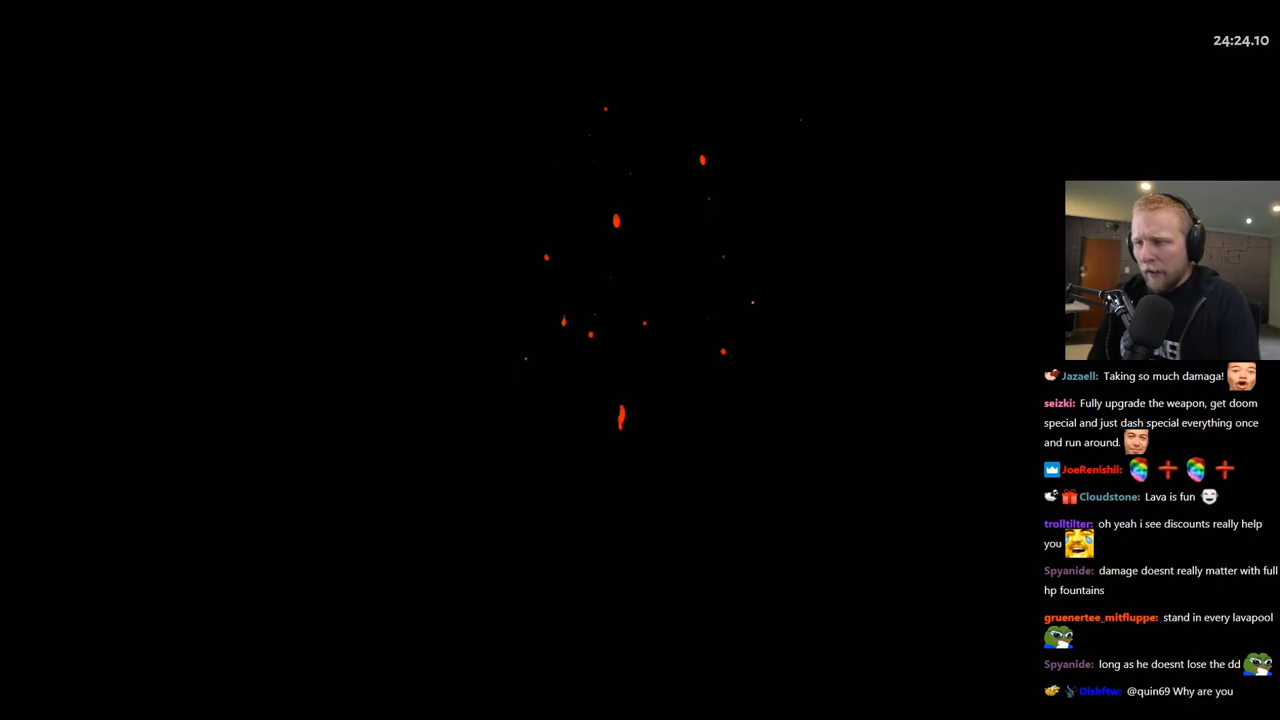 24:24.10
Jazaell: Taking so much damaga!
seizki: Fully upgrade the weapon, get doom
special and just dash special everything once
and run around.
JoeRenishii:
Cloudstone: Lava is fun
trolltilter: oh yeah i see discounts really help
you
Spyanide: damage doesnt really matter with full
hp fountains
gruenertee_mitfluppe: stand in every lavapool
Spyanide: long as he doesnt lose the dd
Dishftw: @quin69 Why are you